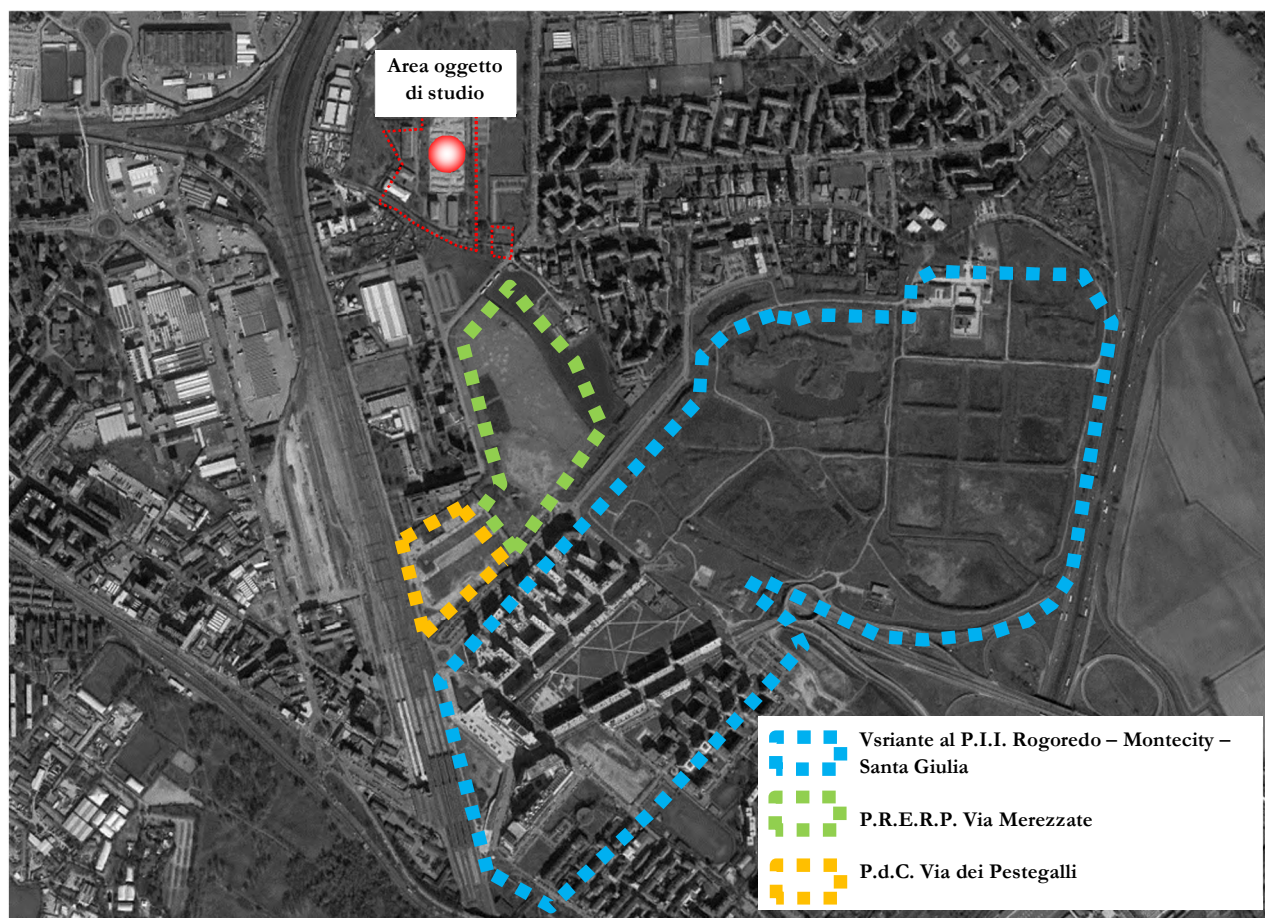 Area oggetto
di studio
Vsriante al P.I.I. Rogoredo – Montecity –
Santa Giulia
P.R.E.R.P. Via Merezzate
P.d.C. Via dei Pestegalli